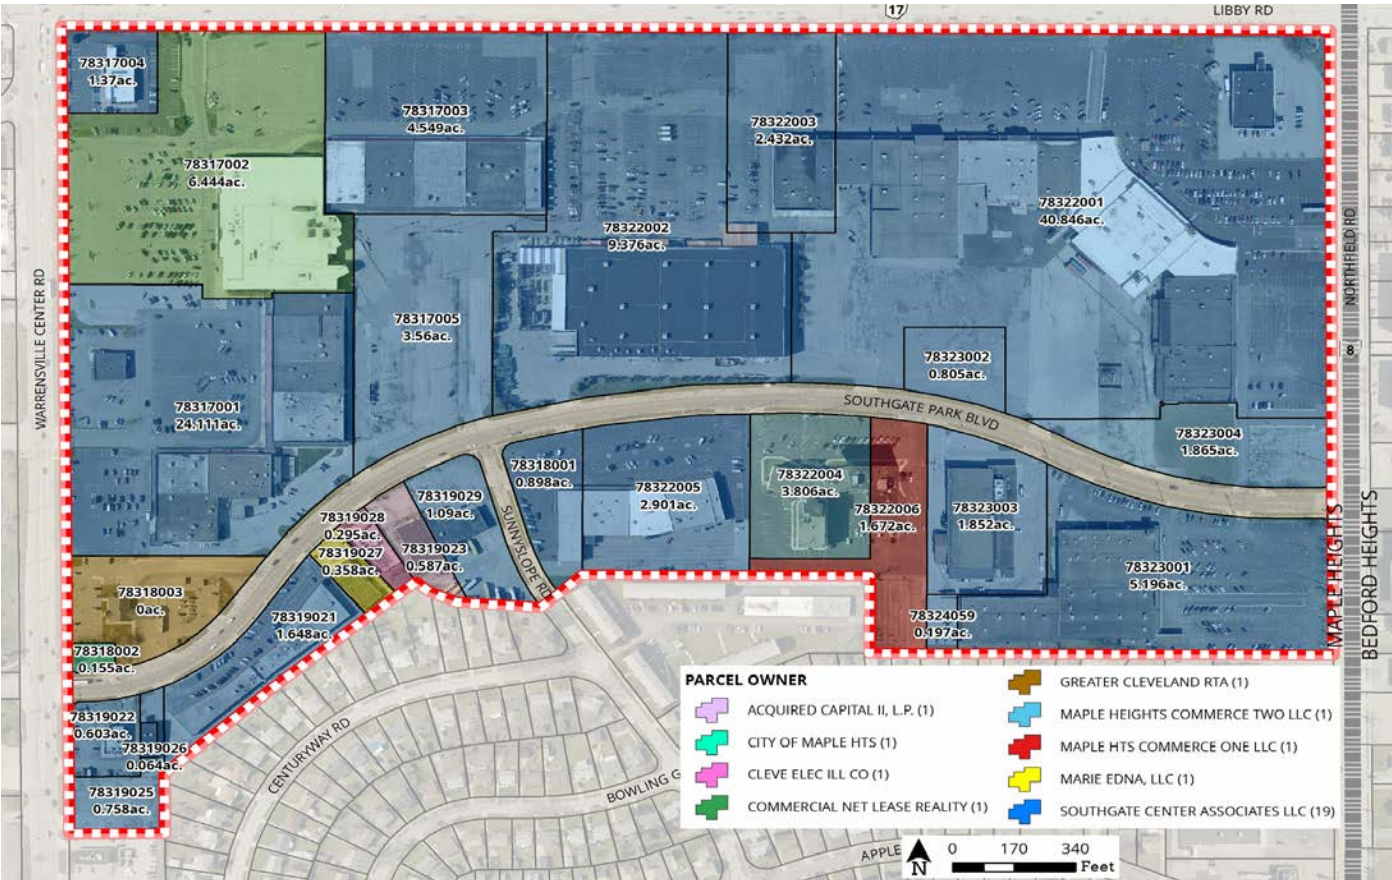 17
LIBBY RD
78317004
1.37ac.
78317003
4.549ac.
78322003
2.432ac.
78317002
6.444ac.
78322001
40.846ac.
78322002
9.376ac.
WARRENSVILLE CENTER RD
NORTHFIELD RD
8
78317005
3.56ac.
78323002
0.805ac.
78317001
24.111ac.
SOUTHGATE PARK BLVD
78323004
1.865ac.
78318001
0.898ac.
78322004
3.806ac.
78319029
1.09ac.
78322005
2.901ac.
78322006
1.672ac.
78323003
1.852ac.
78319028
0.295ac.
SUNNYSLOPE RD
78319023
0.587ac.
78319027
0.358ac.
78323001
5.196ac.
MAPLE HEIGHTS
BEDFORD HEIGHTS
78318003
0ac.
78319021
1.648ac.
78324059
0.197ac.
78318002
0.155ac.
78319022
0.603ac.
78319026
0.064ac.
78319025
0.758ac.
CENTURYWAY RD
BOWLING G
APPLE
PARCEL OWNER
ACQUIRED CAPITAL II, L.P. (1)
CITY OF MAPLE HTS (1)
CLEVE ELEC ILL CO (1)
COMMERCIAL NET LEASE REALITY (1)
GREATER CLEVELAND RTA (1)
MAPLE HEIGHTS COMMERCE TWO LLC (1)
MAPLE HTS COMMERCE ONE LLC (1)
MARIE EDNA, LLC (1)
SOUTHGATE CENTER ASSOCIATES LLC (19)
N
0 170 340
Feet